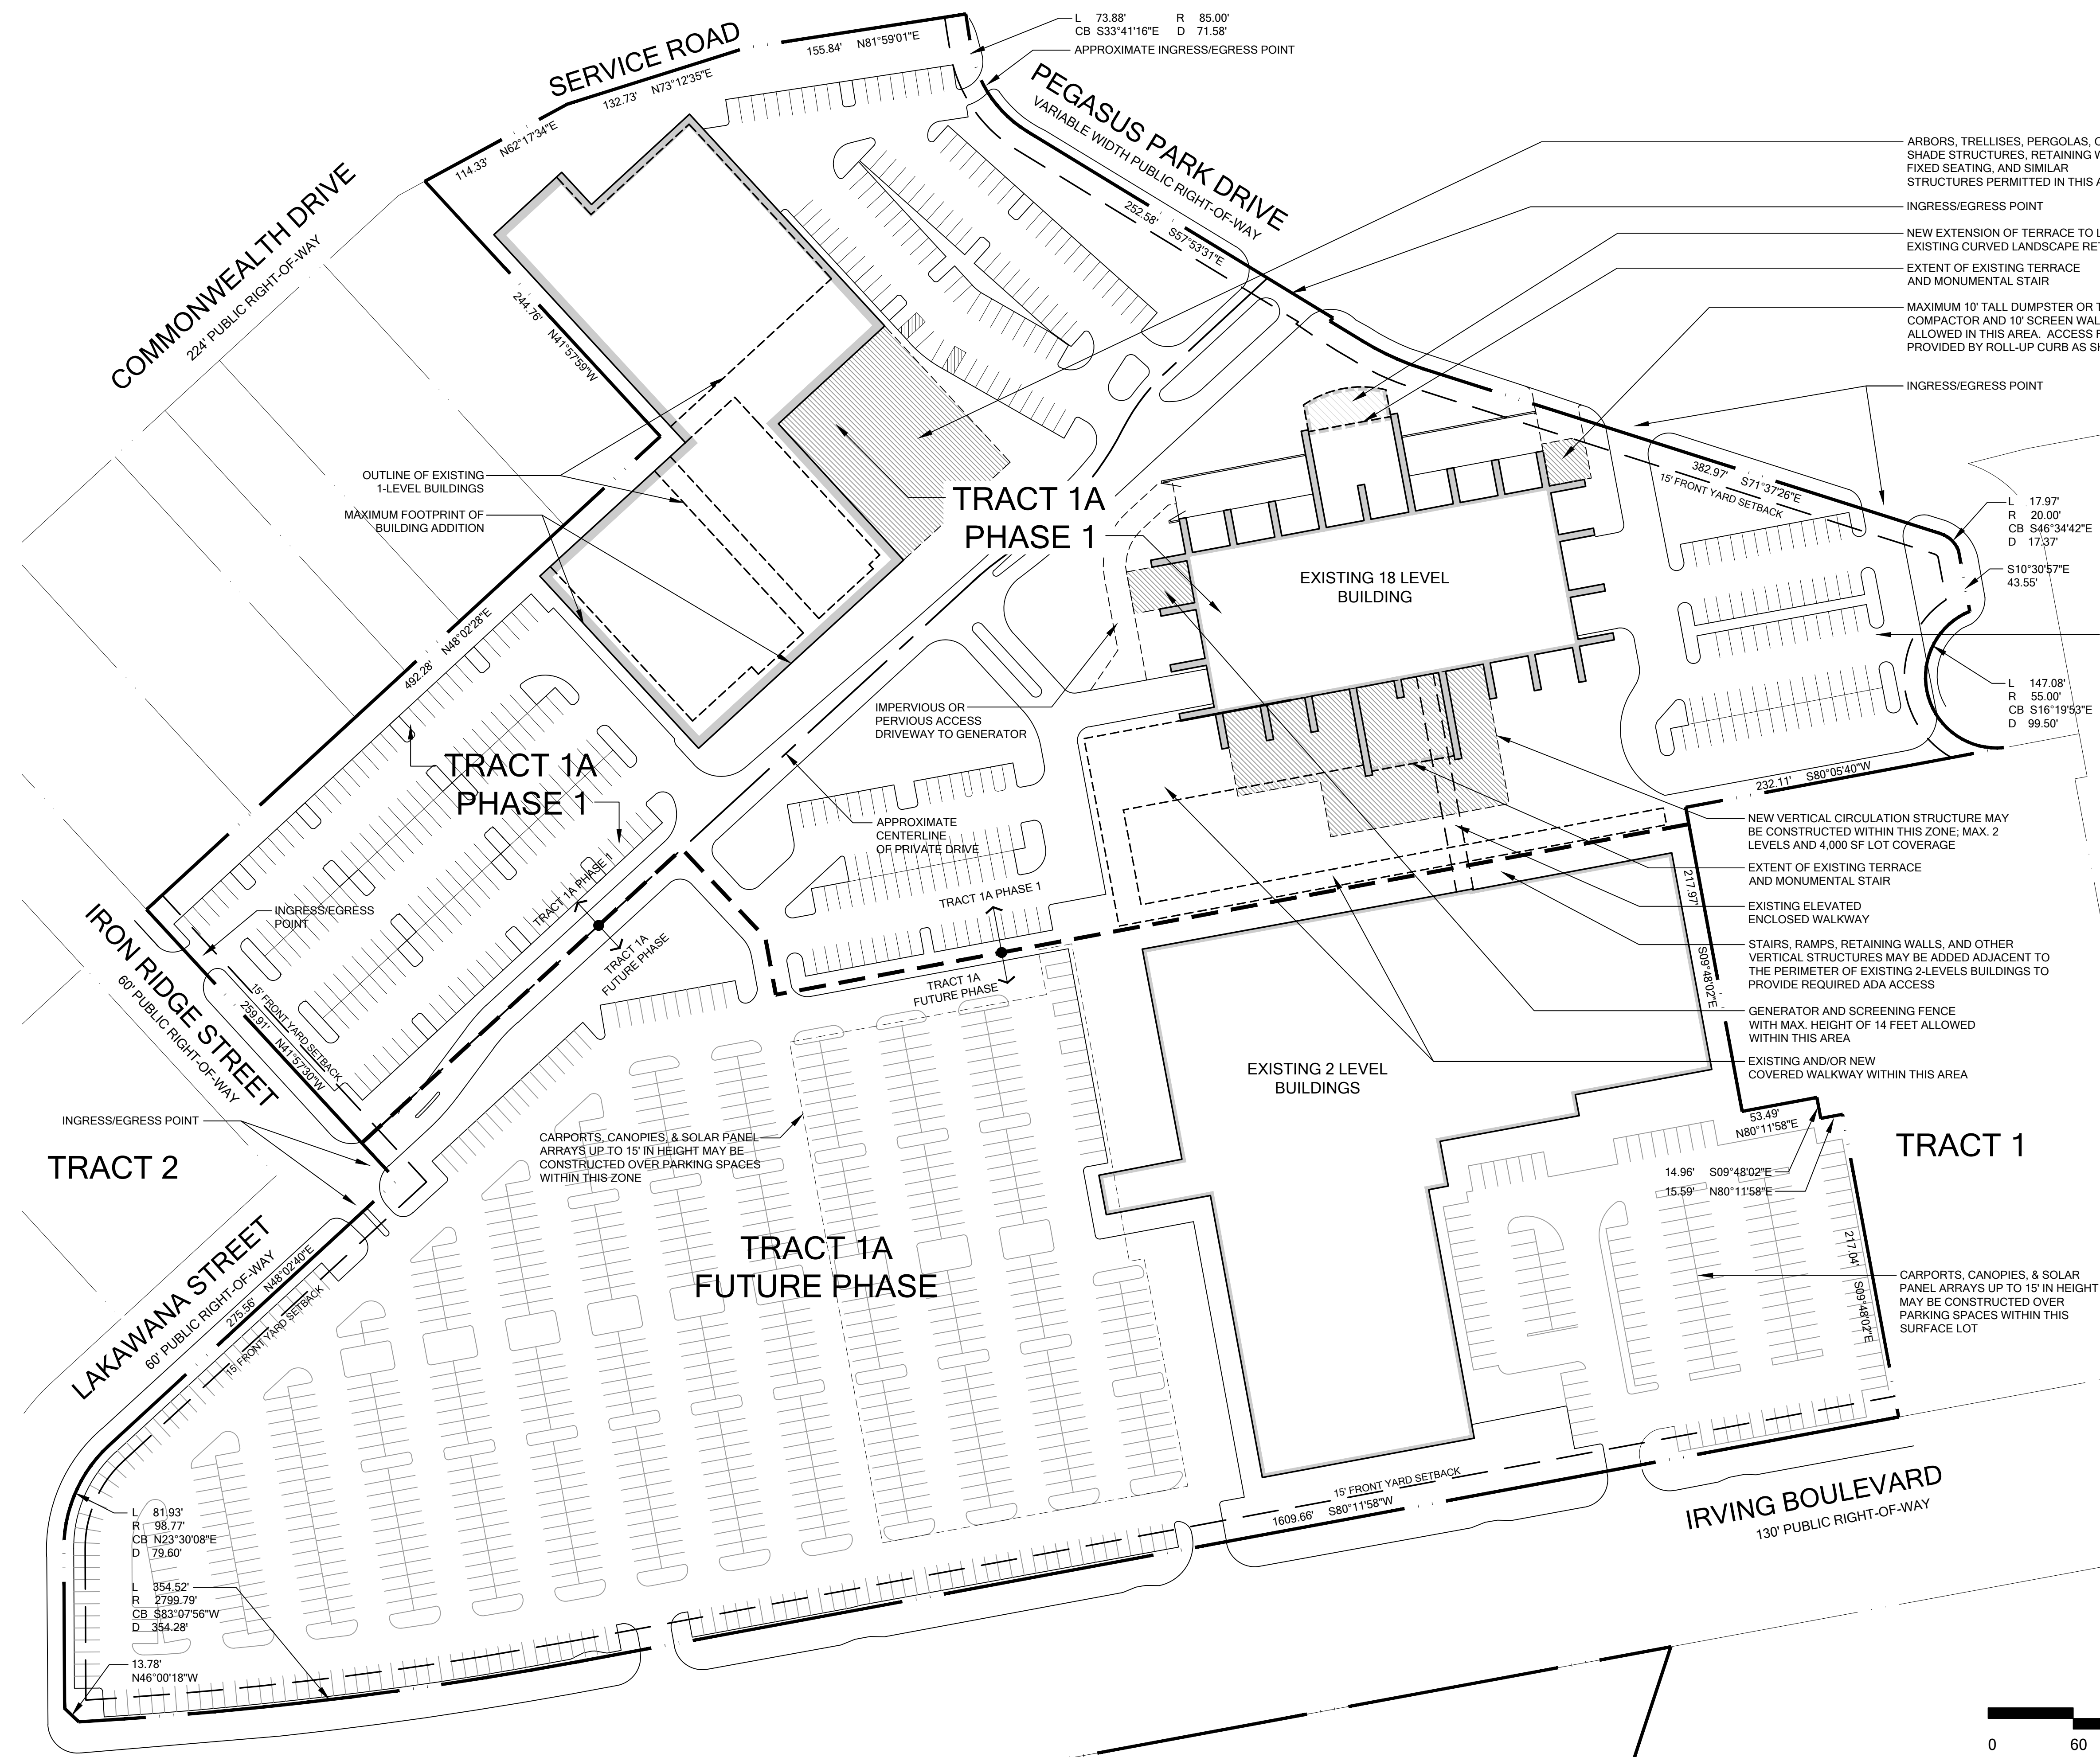 SERVICE ROAD
155.84' N81°59'01"E
132.73' N73°12'35"E
114.33' N62°17'34"E
L 73.88' R 85.00'
CB S33°41'16"E D 71.58'
APPROXIMATE INGRESS/EGRESS POINT
PEGASUS PARK DRIVE
VARIABLE WIDTH PUBLIC RIGHT-OF-WAY
252.58' S57°53'31"E
COMMONWEALTH DRIVE
224' PUBLIC RIGHT-OF-WAY
244.76' N41°57'59"W
ARBORS, TRELLISES, PERGOLAS,
SHADE STRUCTURES, RETAINING
FIXED SEATING, AND SIMILAR
STRUCTURES PERMITTED IN THIS
INGRESS/EGRESS POINT
NEW EXTENSION OF TERRACE TO
EXISTING CURVED LANDSCAPE
EXTENT OF EXISTING TERRACE
AND MONUMENTAL STAIR
MAXIMUM 10' TALL DUMPSTER OR
COMPACTOR AND 10' SCREEN
ALLOWED IN THIS AREA. ACCESS
PROVIDED BY ROLL-UP CURB AS
INGRESS/EGRESS POINT
382.97' S71°37'26"E
15' FRONT YARD SETBACK
L 17.97'
R 20.00'
CB S46°34'42"E
D 17.37'
S10°30'57"E
43.55'
L 147.08'
R 55.00'
CB S16°19'53"E
D 99.50'
232.11' S80°05'40"W
OUTLINE OF EXISTING
1-LEVEL BUILDINGS
MAXIMUM FOOTPRINT OF
BUILDING ADDITION
TRACT 1A
PHASE 1
EXISTING 18 LEVEL
BUILDING
492.28' N48°02'28"E
IMPERVIOUS OR
PERVIOUS ACCESS
DRIVEWAY TO GENERATOR
TRACT 1A
PHASE 1
APPROXIMATE
CENTERLINE
OF PRIVATE DRIVE
TRACT 1A PHASE 1
TRACT 1A
FUTURE PHASE
TRACT 1A PHASE 1
TRACT 1A
FUTURE PHASE
NEW VERTICAL CIRCULATION STRUCTURE MAY
BE CONSTRUCTED WITHIN THIS ZONE; MAX. 2
LEVELS AND 4,000 SF LOT COVERAGE
EXTENT OF EXISTING TERRACE
AND MONUMENTAL STAIR
EXISTING ELEVATED
ENCLOSED WALKWAY
STAIRS, RAMPS, RETAINING WALLS, AND OTHER
VERTICAL STRUCTURES MAY BE ADDED ADJACENT TO
THE PERIMETER OF EXISTING 2-LEVELS BUILDINGS TO
PROVIDE REQUIRED ADA ACCESS
GENERATOR AND SCREENING FENCE
WITH MAX. HEIGHT OF 14 FEET ALLOWED
WITHIN THIS AREA
EXISTING AND/OR NEW
COVERED WALKWAY WITHIN THIS AREA
217.97' S09°48'02"E
INGRESS/EGRESS
POINT
IRON RIDGE STREET
60' PUBLIC RIGHT-OF-WAY
15' FRONT YARD SETBACK
259.91' N41°57'30"W
INGRESS/EGRESS POINT
TRACT 2
CARPORTS, CANOPIES, & SOLAR PANEL
ARRAYS UP TO 15' IN HEIGHT MAY BE
CONSTRUCTED OVER PARKING SPACES
WITHIN THIS ZONE
EXISTING 2 LEVEL
BUILDINGS
53.49'
N80°11'58"E
TRACT 1
14.96' S09°48'02"E
15.59' N80°11'58"E
217.04' S09°48'02"E
CARPORTS, CANOPIES, & SOLAR
PANEL ARRAYS UP TO 15' IN HEIGHT
MAY BE CONSTRUCTED OVER
PARKING SPACES WITHIN THIS
SURFACE LOT
TRACT 1A
FUTURE PHASE
LAKAWANA STREET
60' PUBLIC RIGHT-OF-WAY
275.56' N48°02'40"E
15' FRONT YARD SETBACK
L 81.93'
R 98.77'
CB N23°30'08"E
D 79.60'
L 354.52'
R 2799.79'
CB S83°07'56"W
D 354.28'
13.78'
N46°00'18"W
15' FRONT YARD SETBACK
1609.66' S80°11'58"W
IRVING BOULEVARD
130' PUBLIC RIGHT-OF-WAY
0 60